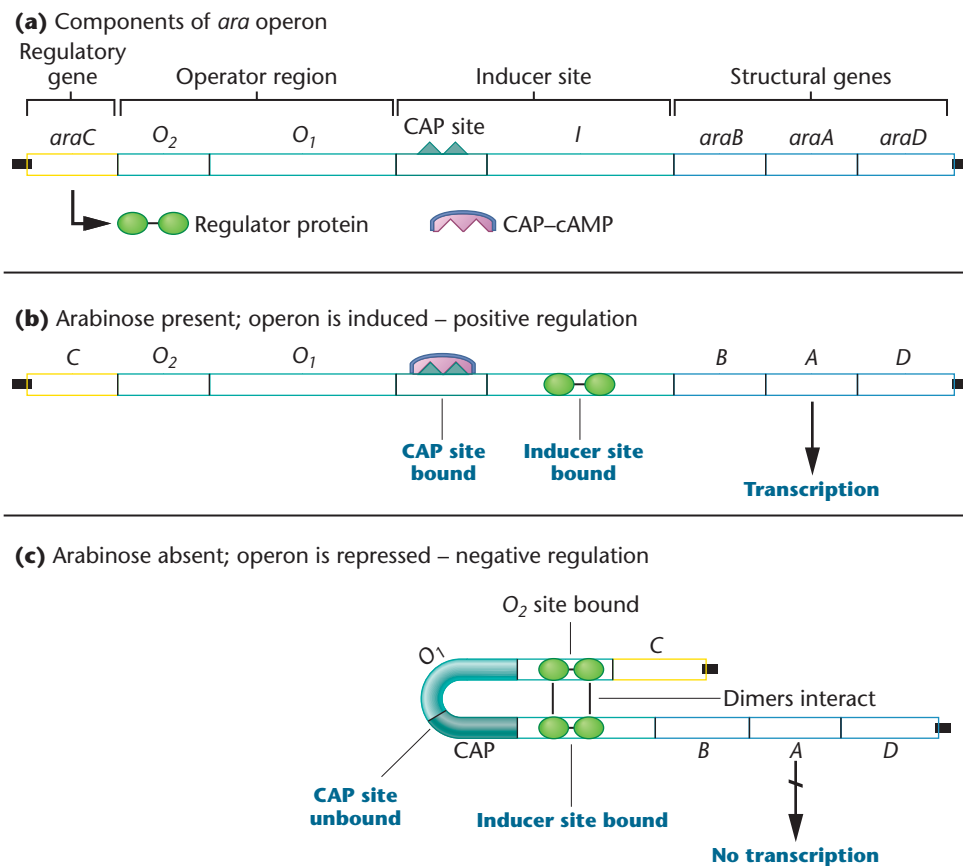 (a) Components of ara operon
Regulatory
gene
Operator region
Inducer site
Structural genes
araC
O2
O1
CAP site
I
araB
araA
araD
Regulator protein
CAP–cAMP
(b) Arabinose present; operon is induced – positive regulation
C
O2
O1
B
A
D
CAP site
bound
Inducer site
bound
Transcription
(c) Arabinose absent; operon is repressed – negative regulation
O2 site bound
O1
C
Dimers interact
CAP
B
A
D
CAP site
unbound
Inducer site bound
No transcription